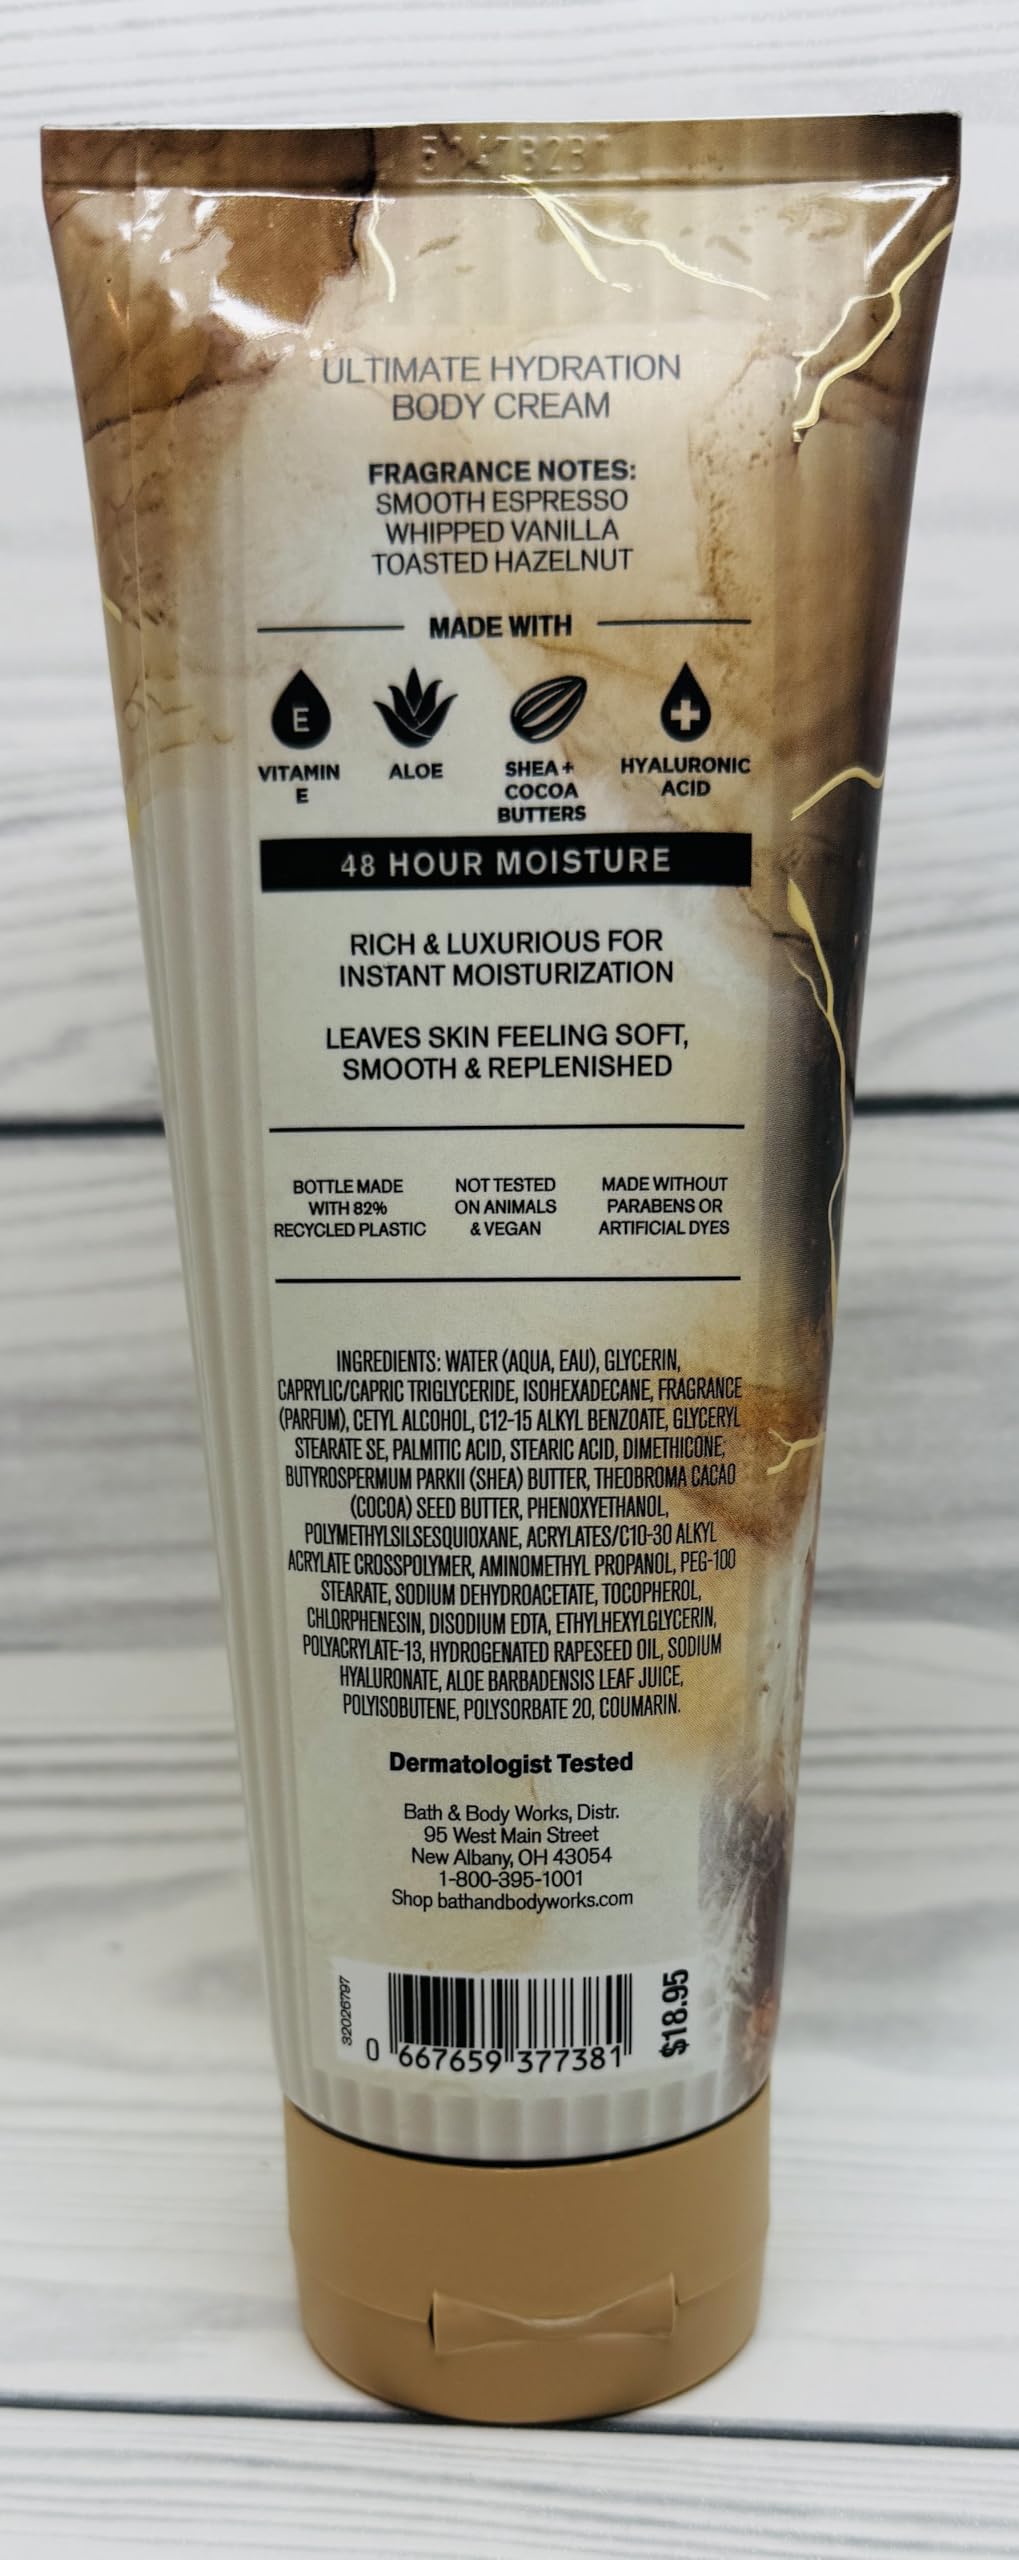 ULTIMATE HYDRATION
BODY CREAM
FRAGRANCE NOTES:
SMOOTH ESPRESSO
WHIPPED VANILLA
TOASTED HAZELNUT
MADE WITH
E
VITAMIN
E
ALOE
SHEA +
COCOA
BUTTERS
HYALURONIC
ACID
48 HOUR MOISTURE
RICH & LUXURIOUS FOR
INSTANT MOISTURIZATION
LEAVES SKIN FEELING SOFT,
SMOOTH & REPLENISHED
BOTTLE MADE
WITH 82%
RECYCLED PLASTIC
NOT TESTED
ON ANIMALS
& VEGAN
MADE WITHOUT
PARABENS OR
ARTIFICIAL DYES
INGREDIENTS: WATER (AQUA, EAU), GLYCERIN,
CAPRYLIC/CAPRIC TRIGLYCERIDE, ISOHEXADECANE, FRAGRANCE
(PARFUM), CETYL ALCOHOL, C12-15 ALKYL BENZOATE, GLYCERYL
STEARATE SE, PALMITIC ACID, STEARIC ACID, DIMETHICONE,
BUTYROSPERMUM PARKII (SHEA) BUTTER, THEOBROMA CACAO
(COCOA) SEED BUTTER, PHENOXYETHANOL,
POLYMETHYLSILSESQUIOXANE, ACRYLATES/C10-30 ALKYL
ACRYLATE CROSSPOLYMER, AMINOMETHYL PROPANOL, PEG-100
STEARATE, SODIUM DEHYDROACETATE, TOCOPHEROL,
CHLORPHENESIN, DISODIUM EDTA, ETHYLHEXYLGLYCERIN,
POLYACRYLATE-13, HYDROGENATED RAPESEED OIL, SODIUM
HYALURONATE, ALOE BARBADENSIS LEAF JUICE,
POLYISOBUTENE, POLYSORBATE 20, COUMARIN.
Dermatologist Tested
Bath & Body Works, Distr.
95 West Main Street
New Albany, OH 43054
1-800-395-1001
Shop bathandbodyworks.com
32026797
0 667659 377381
$18.95